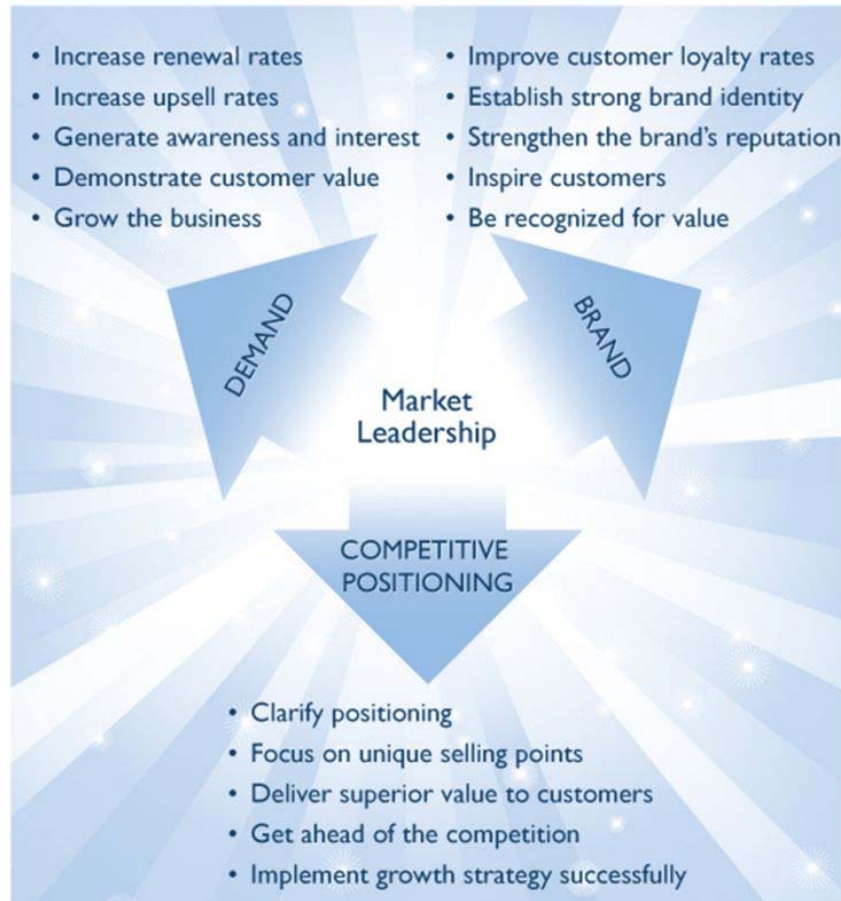 • Increase renewal rates
• Increase upsell rates
• Generate awareness and interest
• Demonstrate customer value
• Grow the business
• Improve customer loyalty rates
• Establish strong brand identity
• Strengthen the brand's reputation
• Inspire customers
• Be recognized for value
DEMAND
BRAND
Market
Leadership
COMPETITIVE
POSITIONING
• Clarify positioning
• Focus on unique selling points
• Deliver superior value to customers
• Get ahead of the competition
• Implement growth strategy successfully